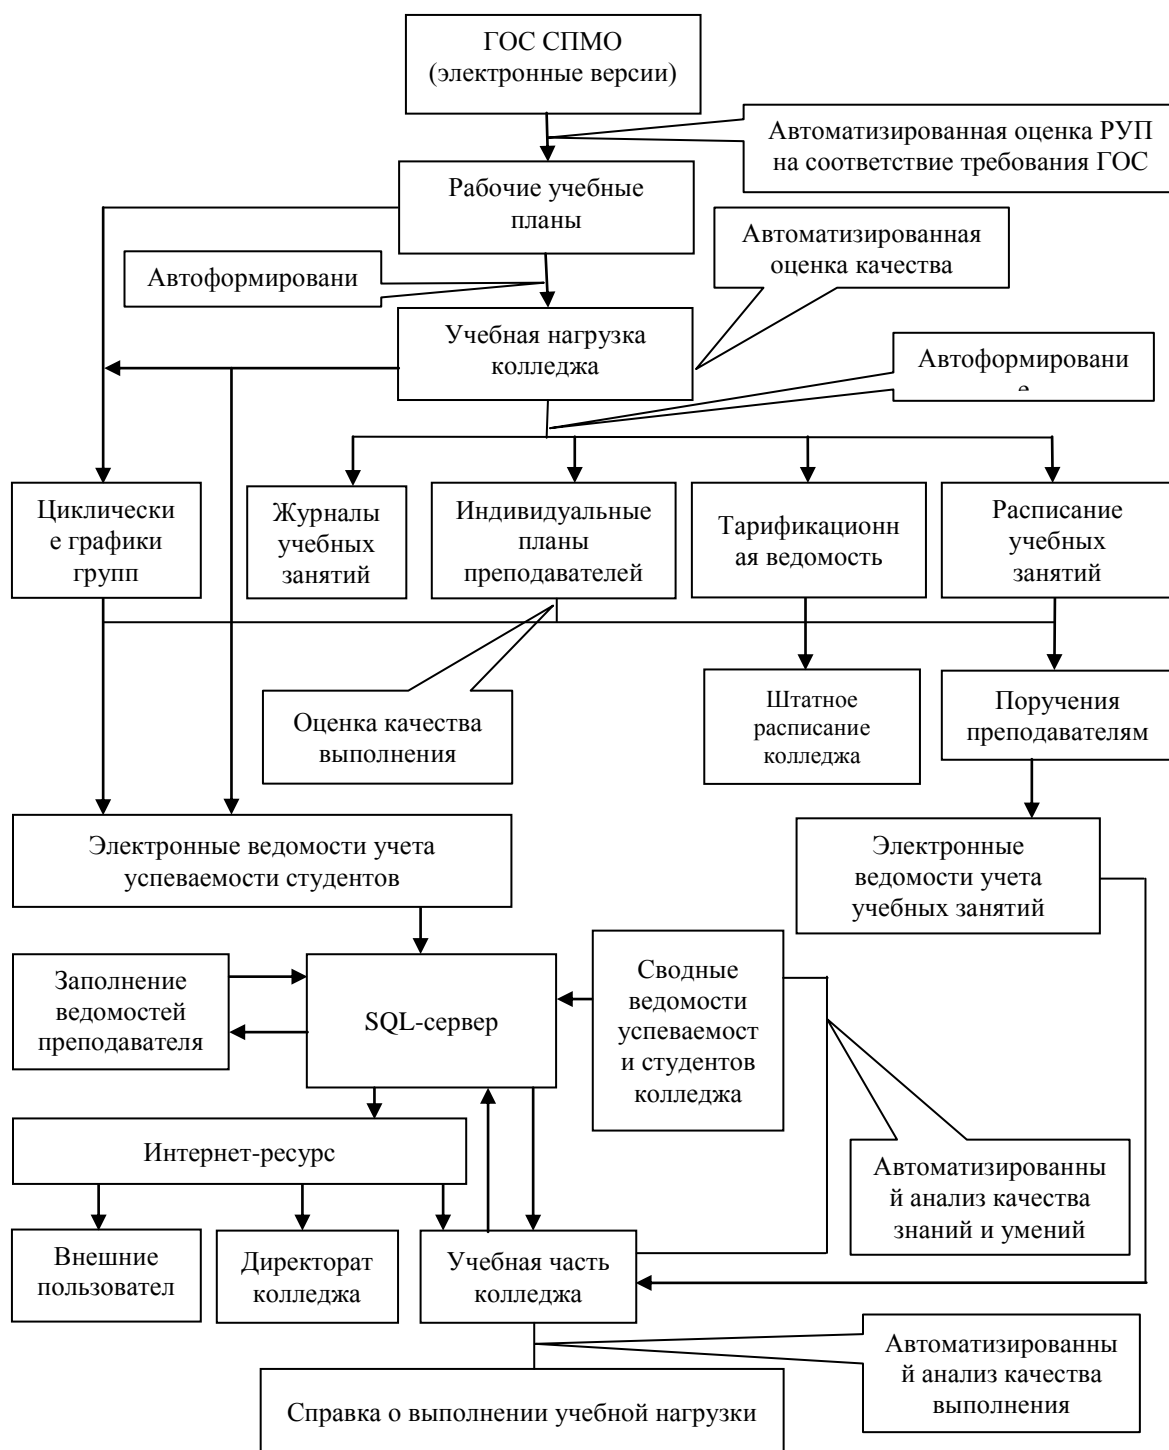 ГОС СПМО
(электронные версии)
Автоматизированная оценка РУП
на соответствие требования ГОС
Рабочие учебные
планы
Автоматизированная
оценка качества
Автоформировани
Учебная нагрузка
колледжа
Автоформировани
Циклически
е графики
групп
Журналы
учебных
занятий
Индивидуальные
планы
преподавателей
Тарификационн
ая ведомость
Расписание
учебных
занятий
Оценка качества
выполнения
Штатное
расписание
колледжа
Поручения
преподавателям
Электронные ведомости учета
успеваемости студентов
Электронные
ведомости учета
учебных занятий
Заполнение
ведомостей
преподавателя
SQL-сервер
Сводные
ведомости
успеваемост
и студентов
колледжа
Интернет-ресурс
Автоматизированны
й анализ качества
знаний и умений
Внешние
пользовател
Директорат
колледжа
Учебная часть
колледжа
Автоматизированны
й анализ качества
выполнения
Справка о выполнении учебной нагрузки